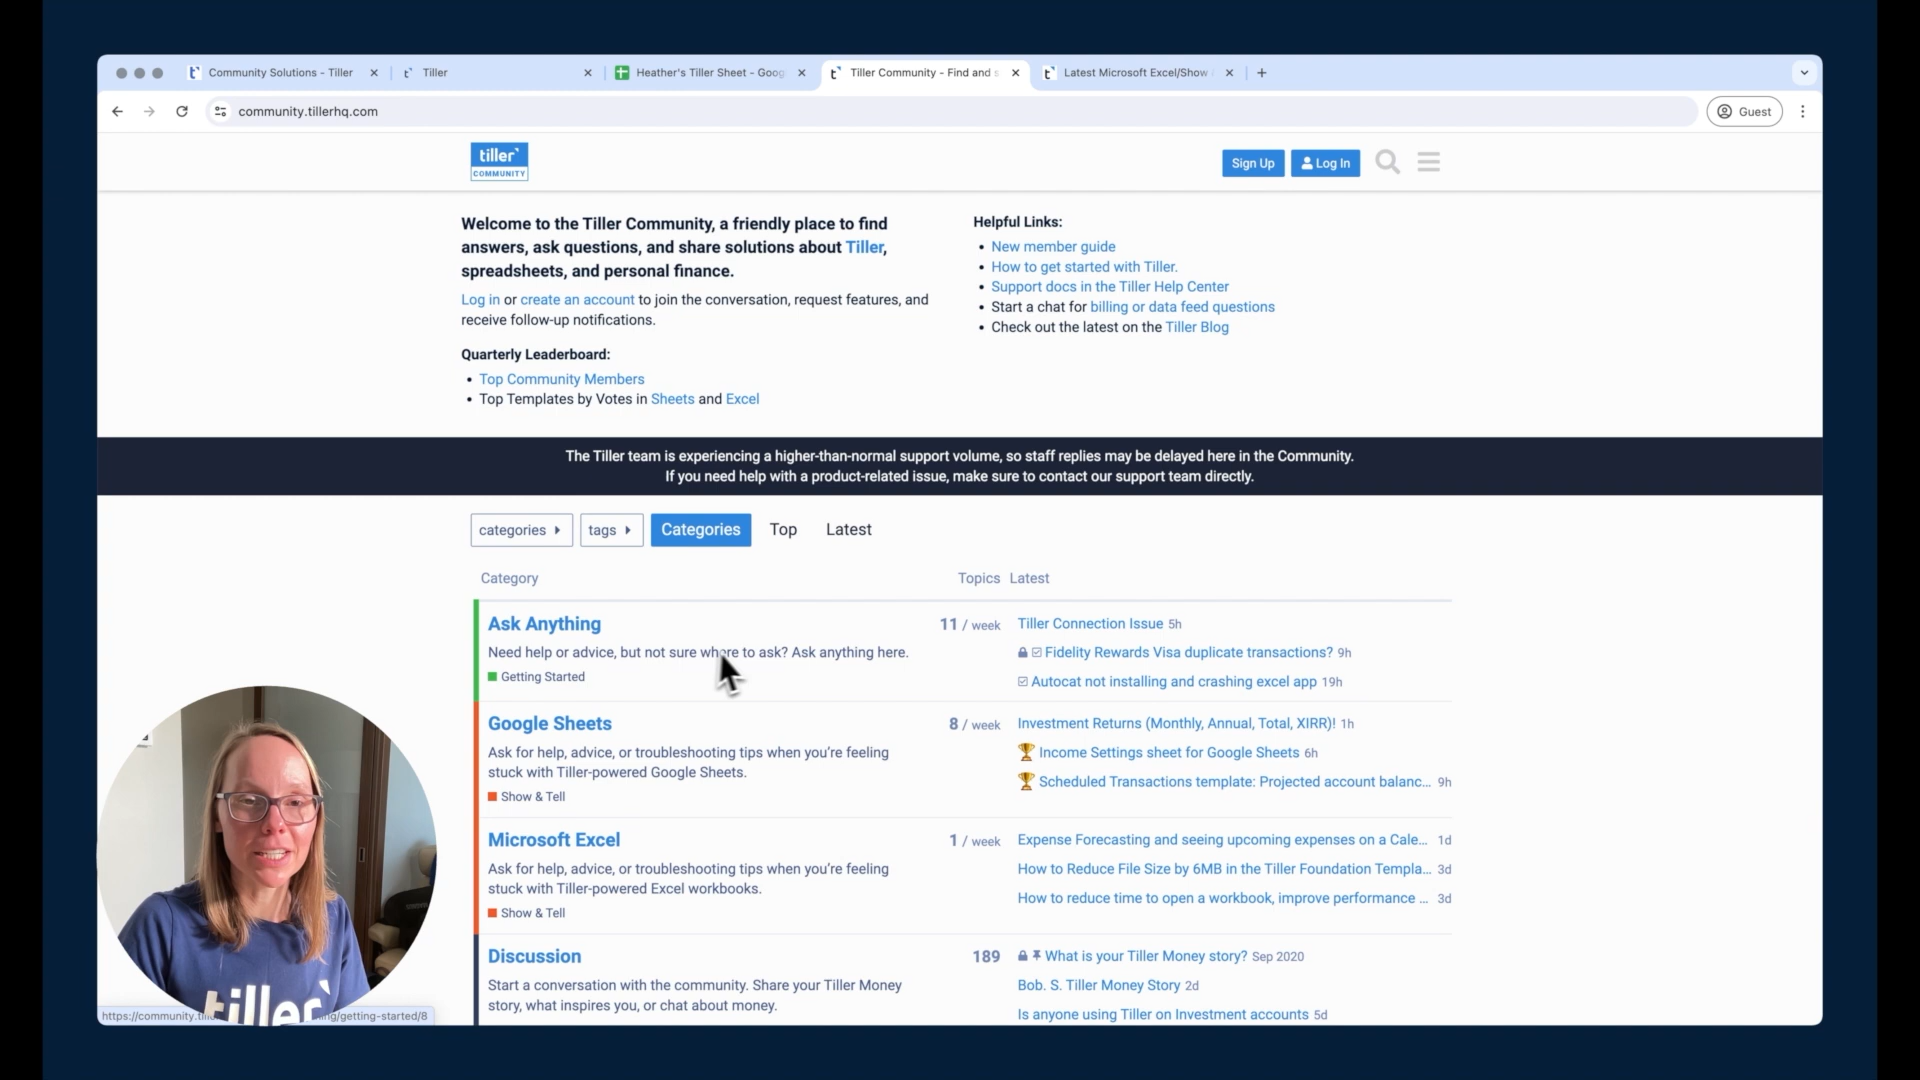 Community Solutions - Tiller
Tiller
Heather's Tiller Sheet - Goog
Tiller Community - Find and s
Latest Microsoft Excel/Show
community.tillerhq.com
Guest
tiller
COMMUNITY
Sign Up
Log In
Welcome to the Tiller Community, a friendly place to find
answers, ask questions, and share solutions about Tiller,
spreadsheets, and personal finance.
Log in or create an account to join the conversation, request features, and
receive follow-up notifications.
Quarterly Leaderboard:
• Top Community Members
• Top Templates by Votes in Sheets and Excel
Helpful Links:
• New member guide
• How to get started with Tiller.
• Support docs in the Tiller Help Center
• Start a chat for billing or data feed questions
• Check out the latest on the Tiller Blog
The Tiller team is experiencing a higher-than-normal support volume, so staff replies may be delayed here in the Community.
If you need help with a product-related issue, make sure to contact our support team directly.
categories
tags
Categories
Top
Latest
Category
Topics
Latest
Ask Anything
Need help or advice, but not sure where to ask? Ask anything here.
Getting Started
11 / week
Tiller Connection Issue 5h
Fidelity Rewards Visa duplicate transactions? 9h
Autocat not installing and crashing excel app 19h
Google Sheets
Ask for help, advice, or troubleshooting tips when you're feeling
stuck with Tiller-powered Google Sheets.
Show & Tell
8 / week
Investment Returns (Monthly, Annual, Total, XIRR)! 1h
Income Settings sheet for Google Sheets 6h
Scheduled Transactions template: Projected account balanc... 9h
Microsoft Excel
Ask for help, advice, or troubleshooting tips when you're feeling
stuck with Tiller-powered Excel workbooks.
Show & Tell
1 / week
Expense Forecasting and seeing upcoming expenses on a Cale... 1d
How to Reduce File Size by 6MB in the Tiller Foundation Templa... 3d
How to reduce time to open a workbook, improve performance ... 3d
Discussion
Start a conversation with the community. Share your Tiller Money
story, what inspires you, or chat about money.
189
What is your Tiller Money story? Sep 2020
Bob. S. Tiller Money Story 2d
Is anyone using Tiller on Investment accounts 5d
tiller
https://community.till
ng/getting-started/8